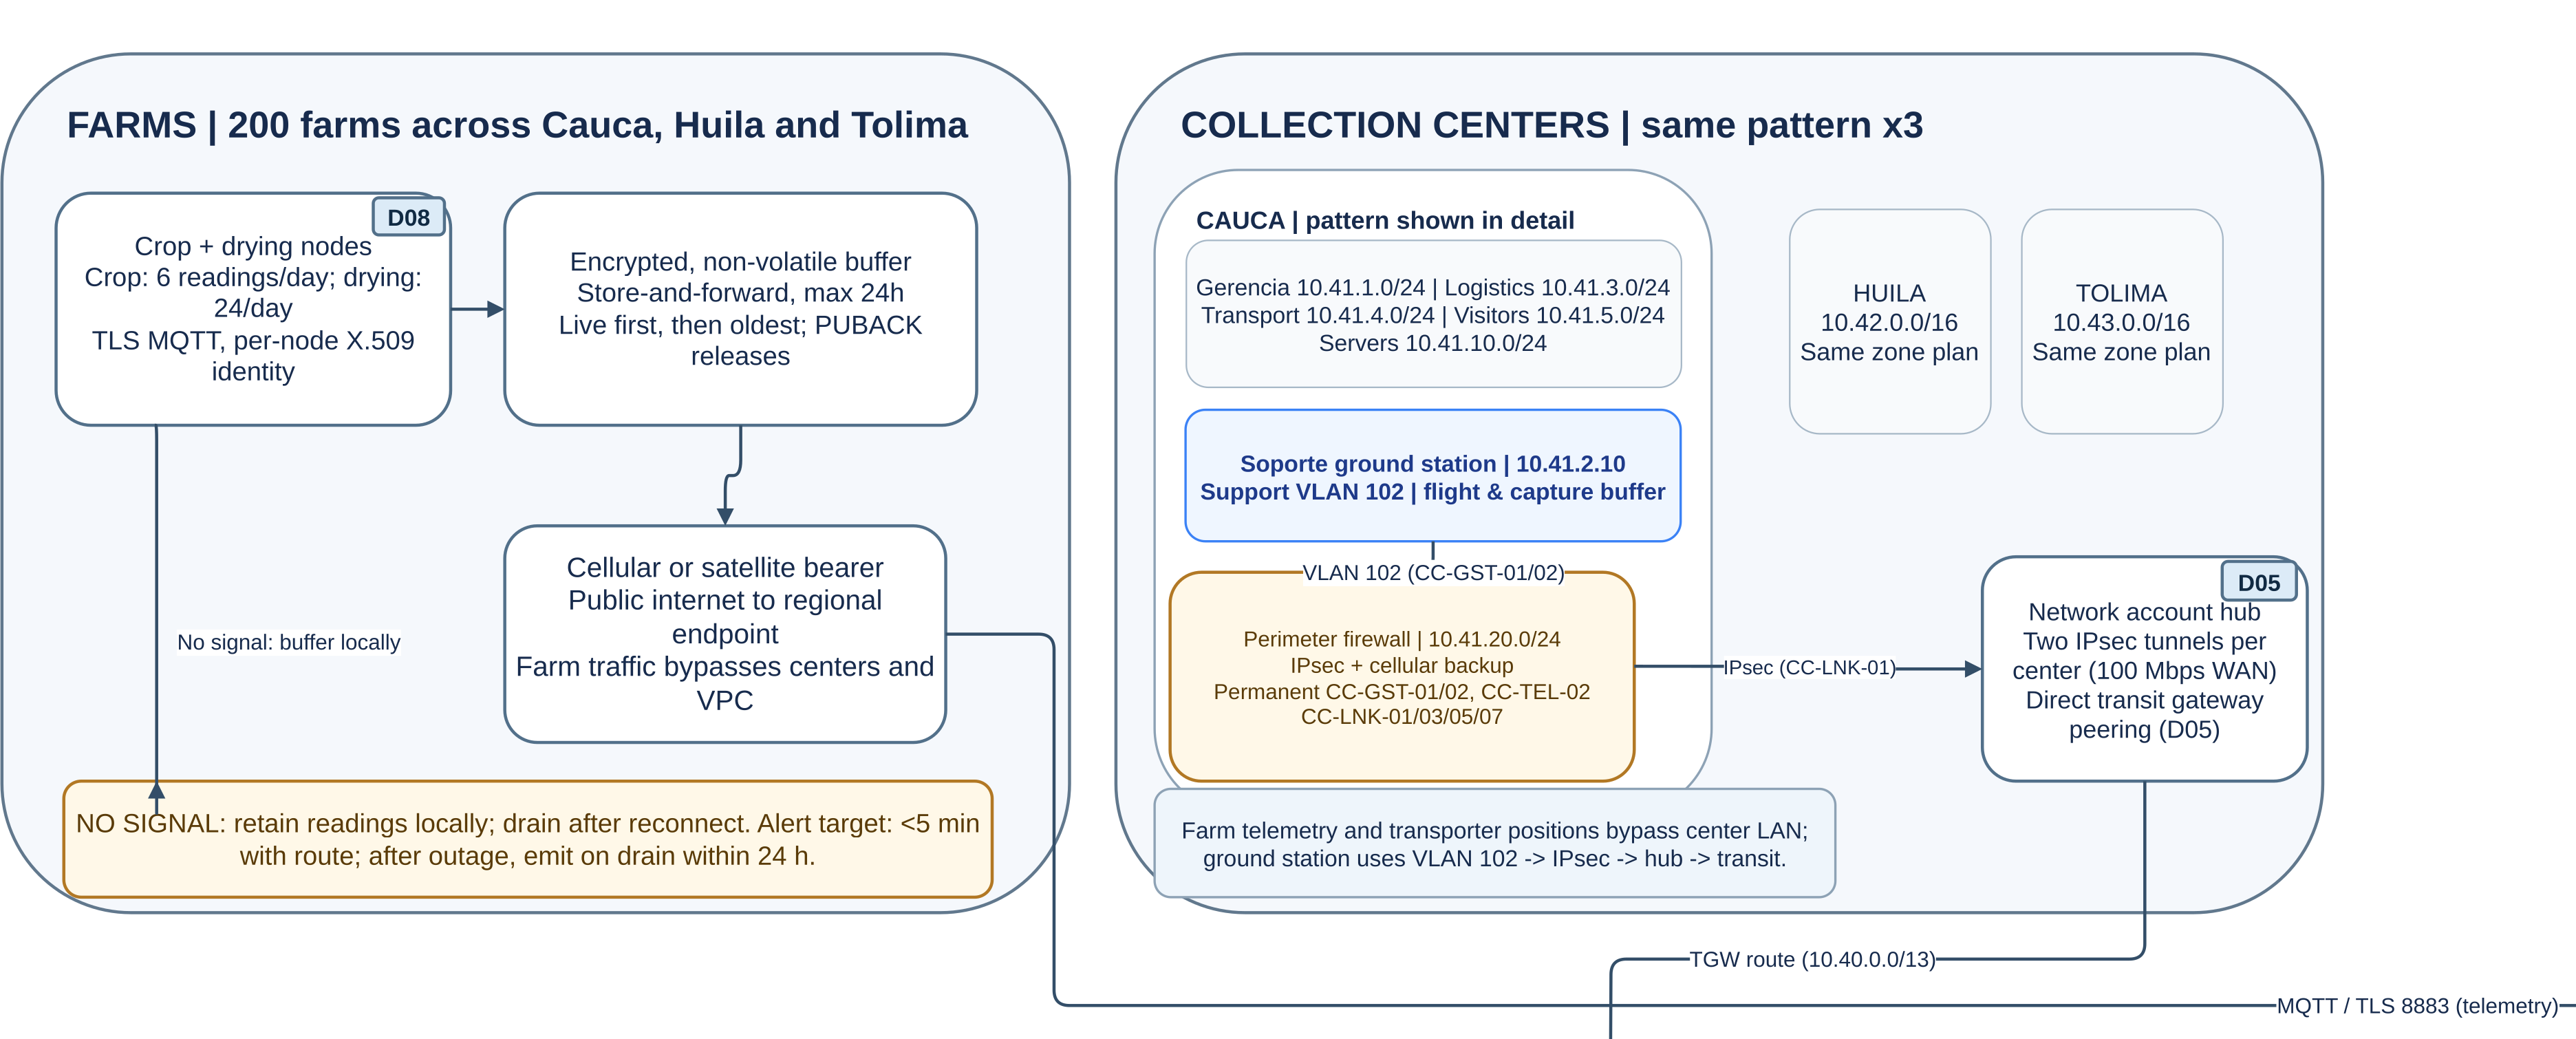 FARMS | 200 farms across Cauca, Huila and Tolima
D08
Crop + drying nodes
Crop: 6 readings/day; drying:
24/day
TLS MQTT, per-node X.509
identity
Encrypted, non-volatile buffer
Store-and-forward, max 24h
Live first, then oldest; PUBACK
releases
Cellular or satellite bearer
Public internet to regional
endpoint
Farm traffic bypasses centers and
VPC
No signal: buffer locally
NO SIGNAL: retain readings locally; drain after reconnect. Alert target: <5 min
with route; after outage, emit on drain within 24 h.
COLLECTION CENTERS | same pattern x3
CAUCA | pattern shown in detail
Gerencia 10.41.1.0/24 | Logistics 10.41.3.0/24
Transport 10.41.4.0/24 | Visitors 10.41.5.0/24
Servers 10.41.10.0/24
Soporte ground station | 10.41.2.10
Support VLAN 102 | flight & capture buffer
VLAN 102 (CC-GST-01/02)
Perimeter firewall | 10.41.20.0/24
IPsec + cellular backup
Permanent CC-GST-01/02, CC-TEL-02
CC-LNK-01/03/05/07
HUILA
10.42.0.0/16
Same zone plan
TOLIMA
10.43.0.0/16
Same zone plan
IPsec (CC-LNK-01)
D05
Network account hub
Two IPsec tunnels per
center (100 Mbps WAN)
Direct transit gateway
peering (D05)
Farm telemetry and transporter positions bypass center LAN;
ground station uses VLAN 102 -> IPsec -> hub -> transit.
TGW route (10.40.0.0/13)
MQTT / TLS 8883 (telemetry)